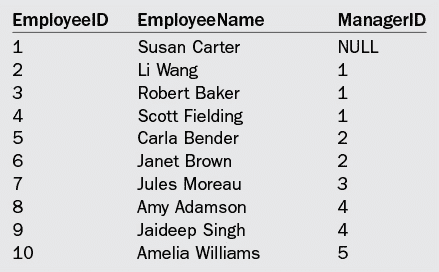 EmployeeID EmployeeName ManagerID
1 Susan Carter NULL
2 Li Wang 1
3 Robert Baker 1
4 Scott Fielding 1
5 Carla Bender 2
6 Janet Brown 2
7 Jules Moreau 3
8 Amy Adamson 4
9 Jaideep Singh 4
10 Amelia Williams 5